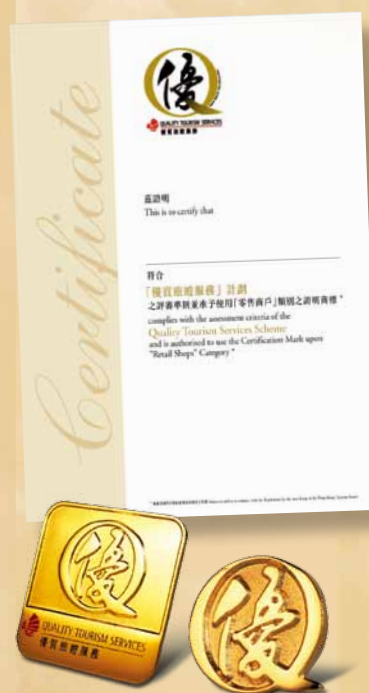 Certificate
優
QUALITY TOURISM SERVICES
優質旅遊服務
茲證明
This is to certify that
符合
「優質旅遊服務」計劃
之評審準則並承予使用「零售商戶」類別之證明商標 *
complies with the assessment criteria of the
Quality Tourism Services Scheme
and is authorised to use the Certification Mark upon
"Retail Shops" Category *
優
QUALITY TOURISM SERVICES
優質旅遊服務
優